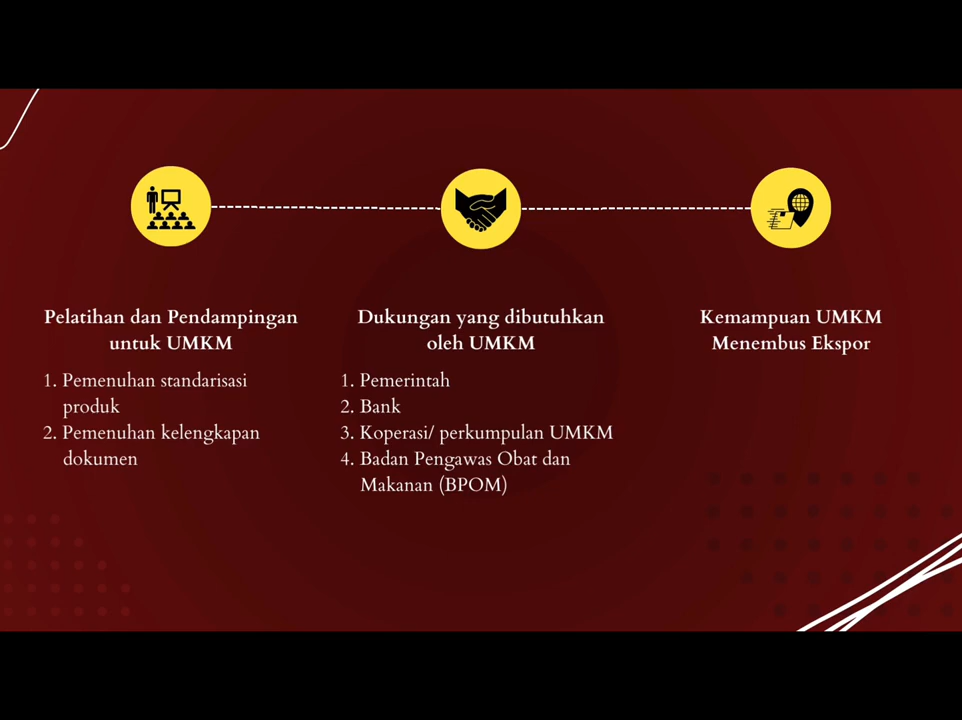 Pelatihan dan Pendampingan
untuk UMKM
1. Pemenuhan standarisasi
produk
2. Pemenuhan kelengkapan
dokumen
Dukungan yang dibutuhkan
oleh UMKM
1. Pemerintah
2. Bank
3. Koperasi/ perkumpulan UMKM
4. Badan Pengawas Obat dan
Makanan (BPOM)
Kemampuan UMKM
Menembus Ekspor